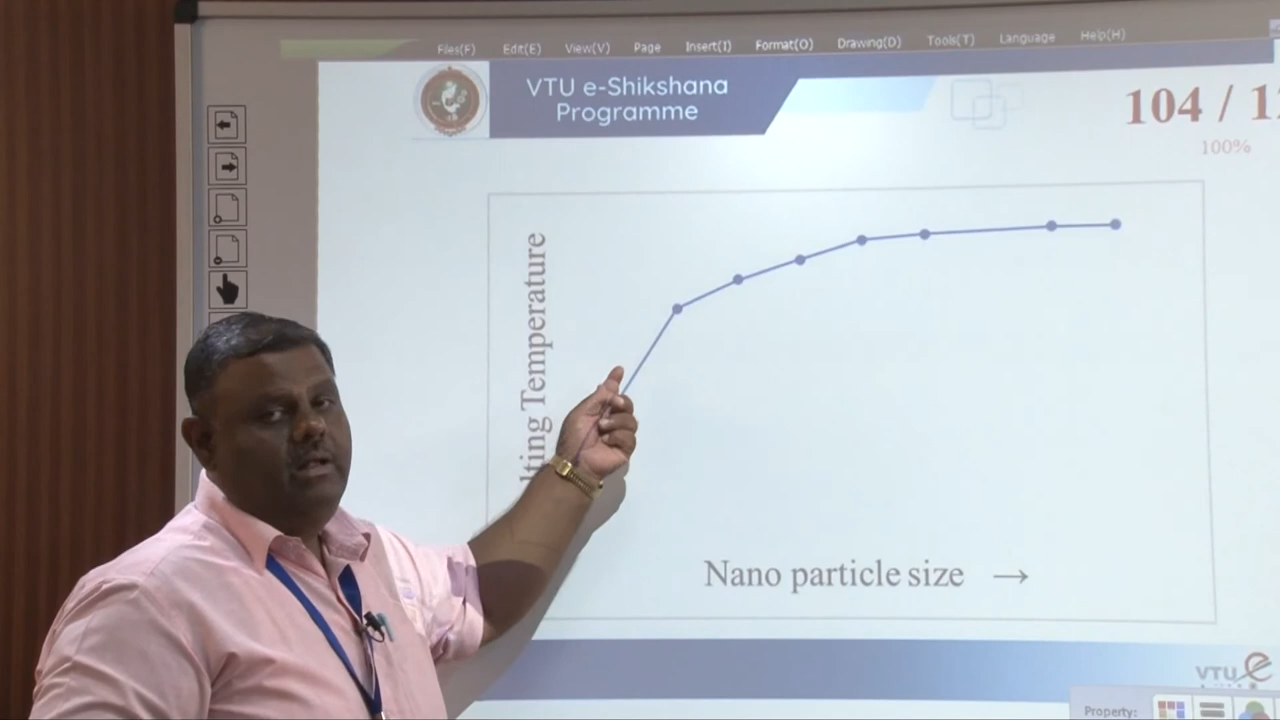 Files(F) Edit(E) View(V) Page Insert(I) Format(O) Drawing(D) Tools(T) Language Help(H)
VTU e-Shikshana
Programme
104 / 1
100%
lting Temperature
Nano particle size →
VTU e
Property: